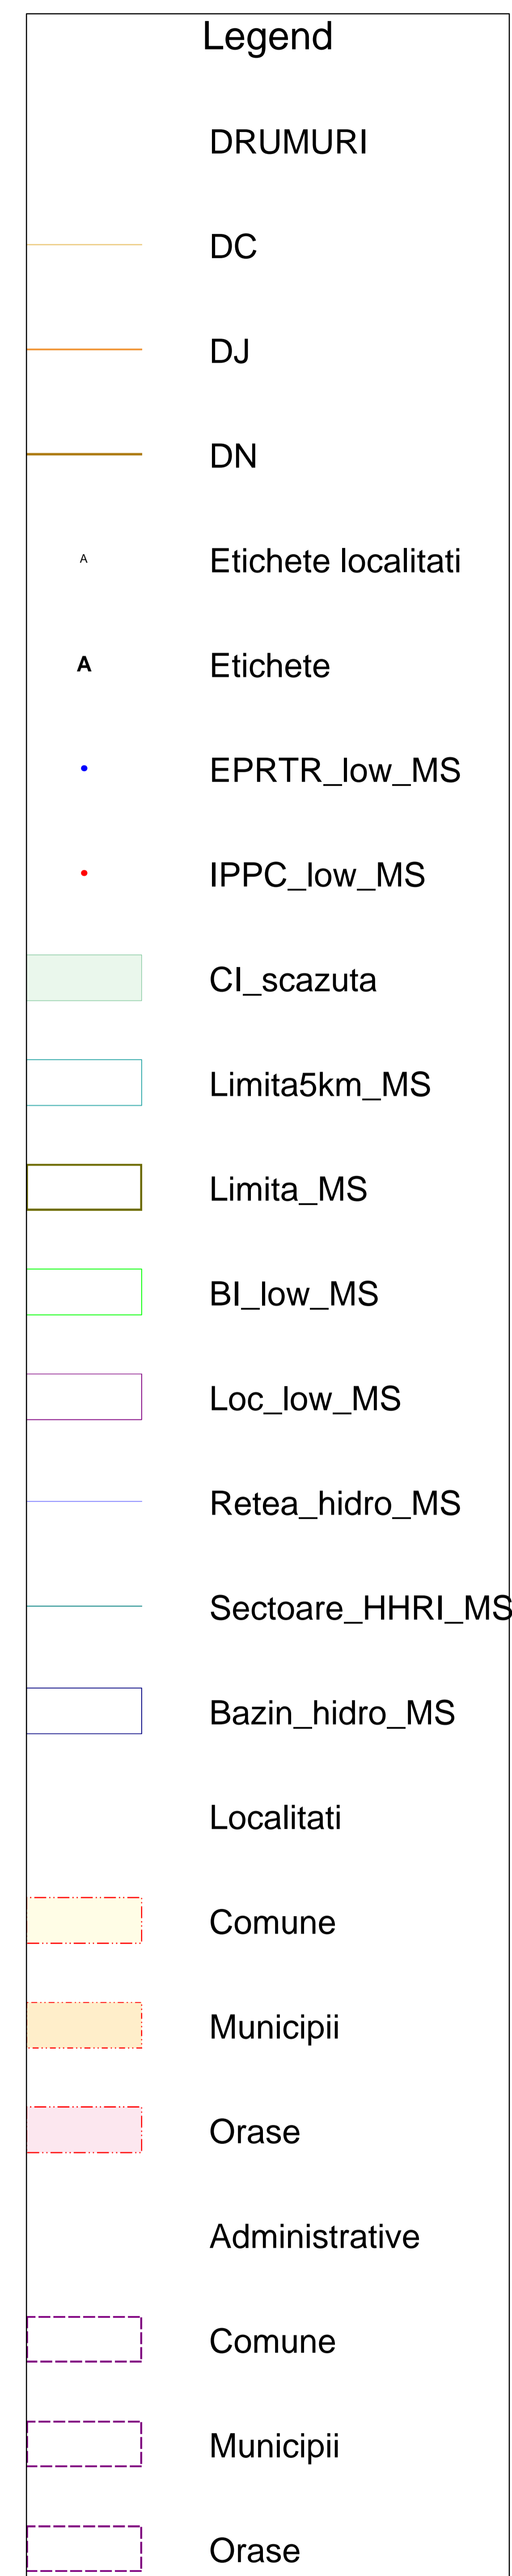 Legend
DRUMURI
DC
DJ
DN
A Etichete localitati
A Etichete
EPRTR_low_MS
IPPC_low_MS
CI_scazuta
Limita5km_MS
Limita_MS
BI_low_MS
Loc_low_MS
Retea_hidro_MS
Sectoare_HHRI_MS
Bazin_hidro_MS
Localitati
Comune
Municipii
Orase
Administrative
Comune
Municipii
Orase